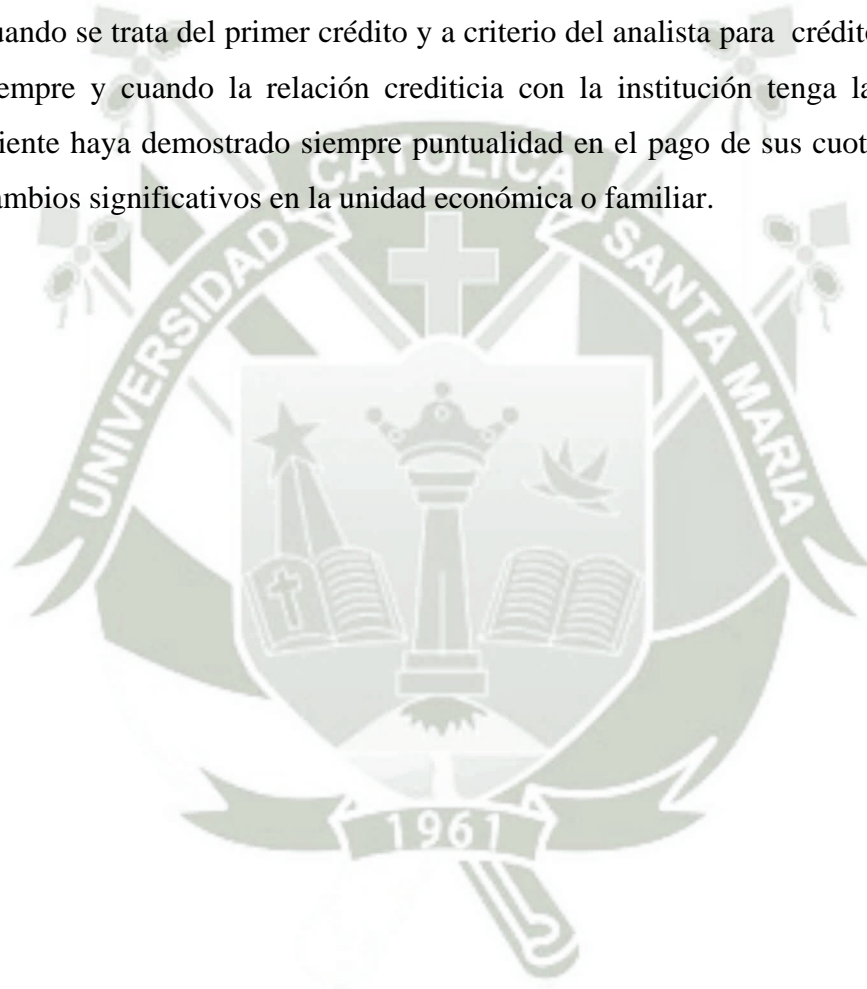 uando se trata del primer crédito y a criterio del analista para crédito
empre y cuando la relación crediticia con la institución tenga la
iente haya demostrado siempre puntualidad en el pago de sus cuot
mbios significativos en la unidad económica o familiar.
CATOLICA
UNIVERSIDAD
SANTA MARIA
1961